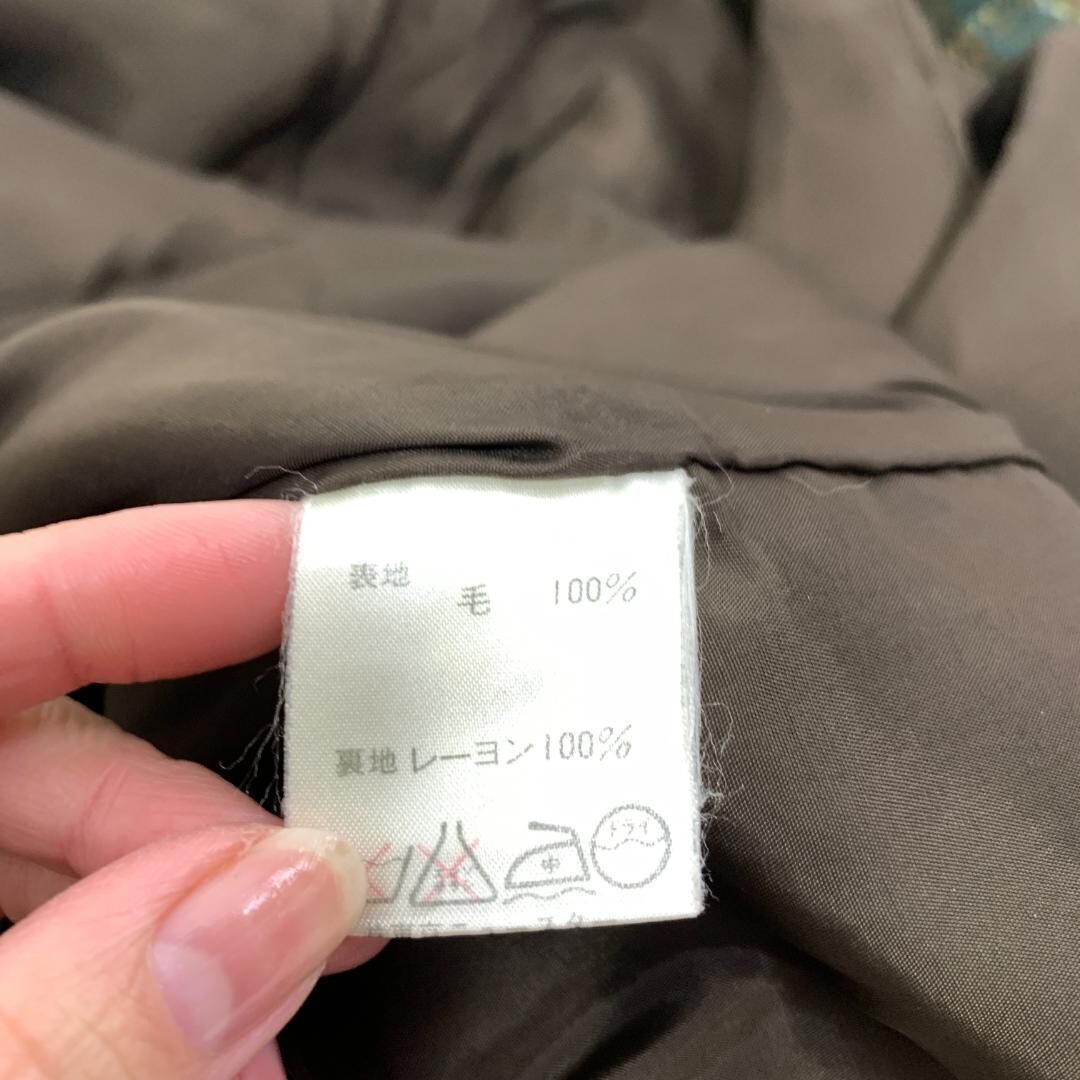 表地
毛 100%
裏地 レーヨン 100%
ドライ
中